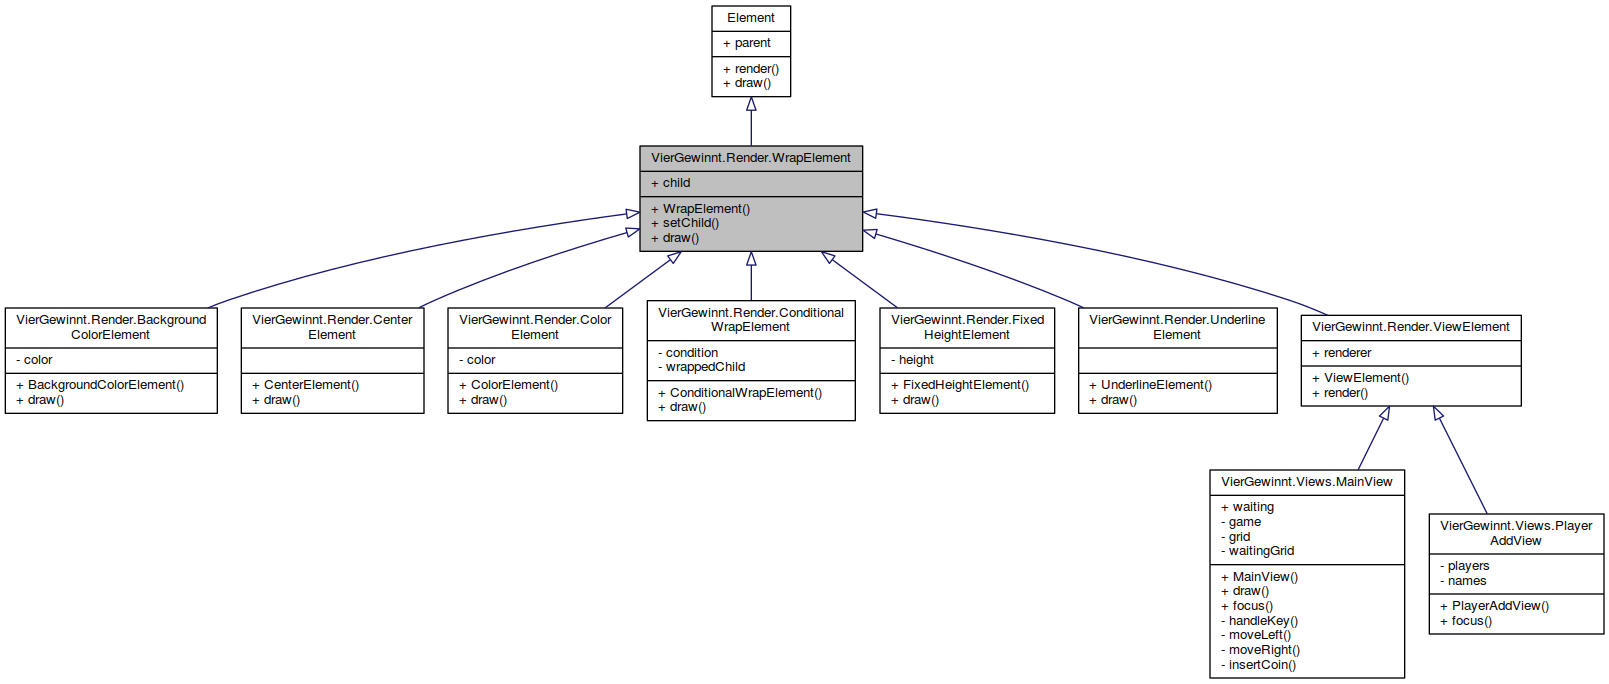 Element
+ parent
+ render()
+ draw()
VierGewinnt.Render.WrapElement
+ child
+ WrapElement()
+ setChild()
+ draw()
VierGewinnt.Render.Background
ColorElement
- color
+ BackgroundColorElement()
+ draw()
VierGewinnt.Render.Center
Element
+ CenterElement()
+ draw()
VierGewinnt.Render.Color
Element
- color
+ ColorElement()
+ draw()
VierGewinnt.Render.Conditional
WrapElement
- condition
- wrappedChild
+ ConditionalWrapElement()
+ draw()
VierGewinnt.Render.Fixed
HeightElement
- height
+ FixedHeightElement()
+ draw()
VierGewinnt.Render.Underline
Element
+ UnderlineElement()
+ draw()
VierGewinnt.Render.ViewElement
+ renderer
+ ViewElement()
+ render()
VierGewinnt.Views.MainView
+ waiting
- game
- grid
- waitingGrid
+ MainView()
+ draw()
+ focus()
- handleKey()
- moveLeft()
- moveRight()
- insertCoin()
VierGewinnt.Views.Player
AddView
- players
- names
+ PlayerAddView()
+ focus()